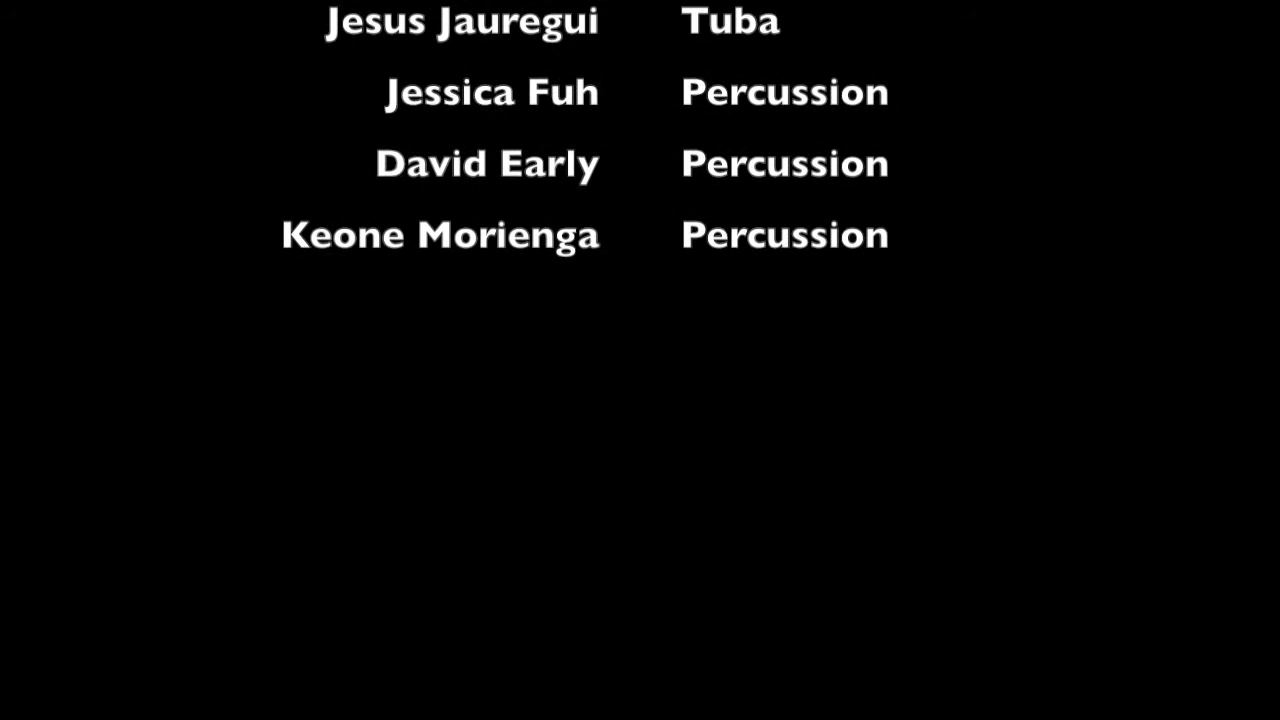 Jesus Jauregui Tuba
Jessica Fuh Percussion
David Early Percussion
Keone Morienga Percussion